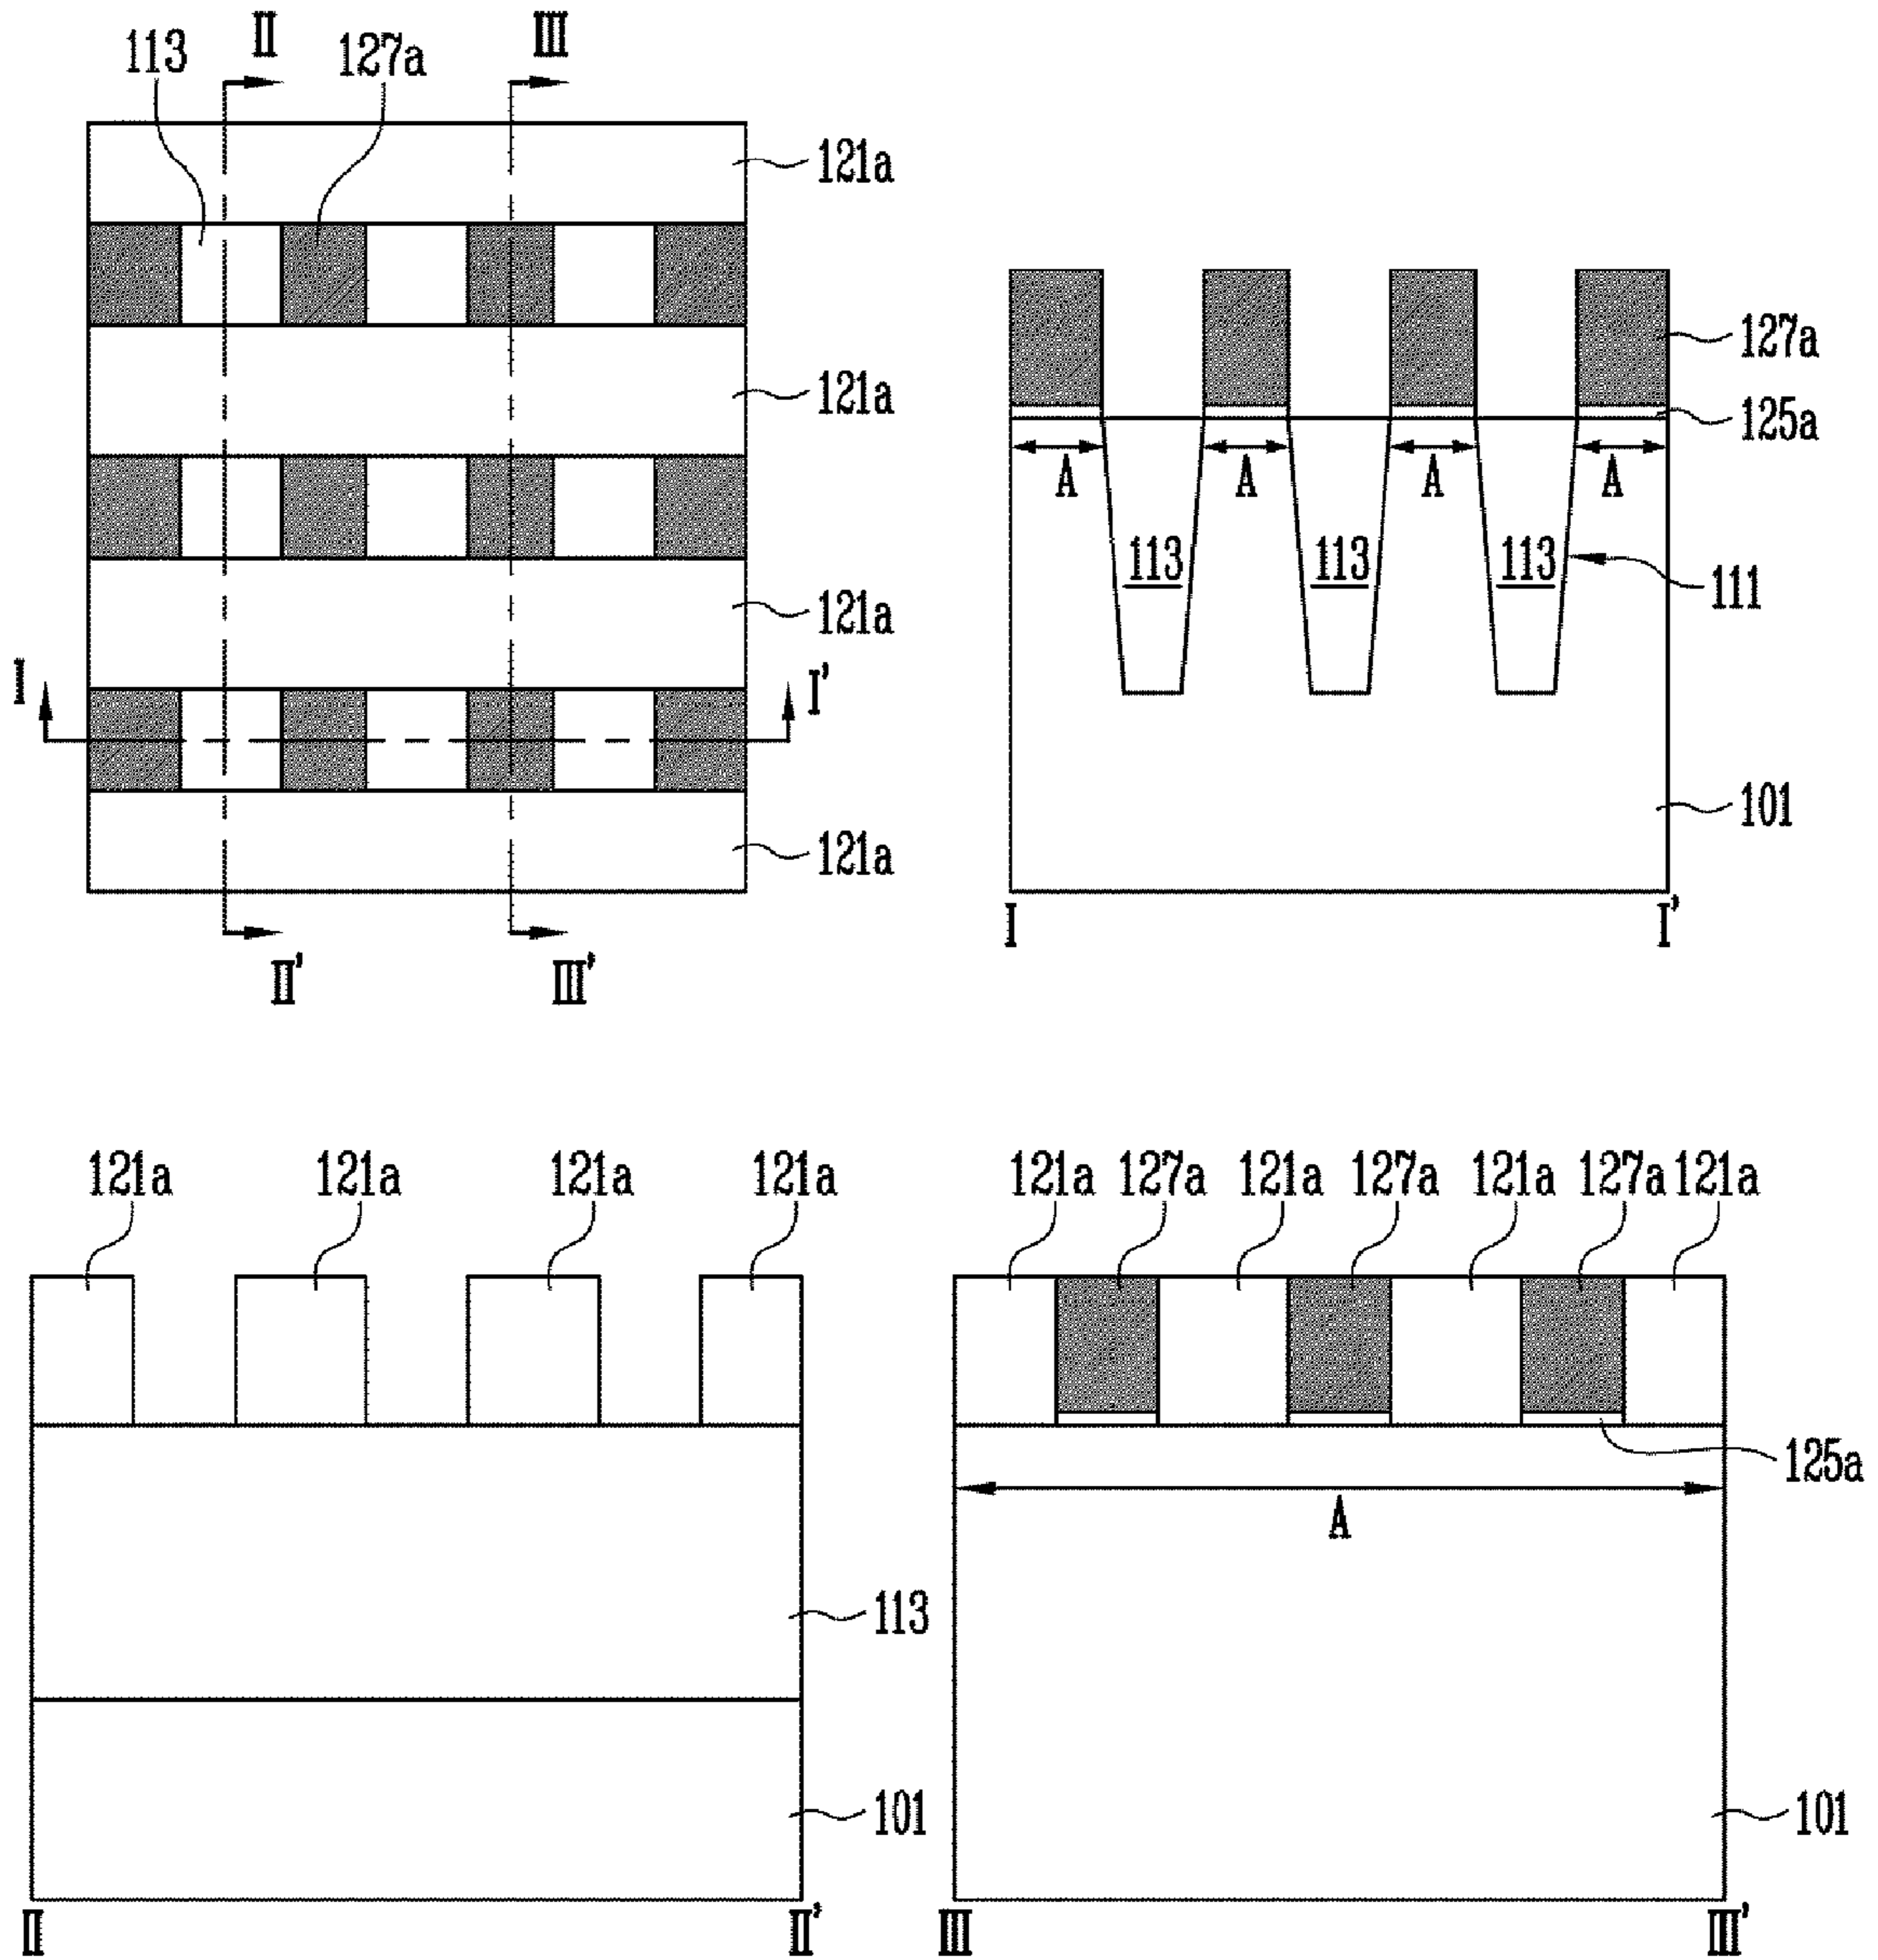 II III
113 127a
121a
121a
121a
I I'
121a
II' III'
127a
125a
A A A A
113 113 113
111
101
I I'
121a 121a 121a 121a
113
101
II II'
121a 127a 121a 127a 121a 127a 121a
125a
A
101
III III'